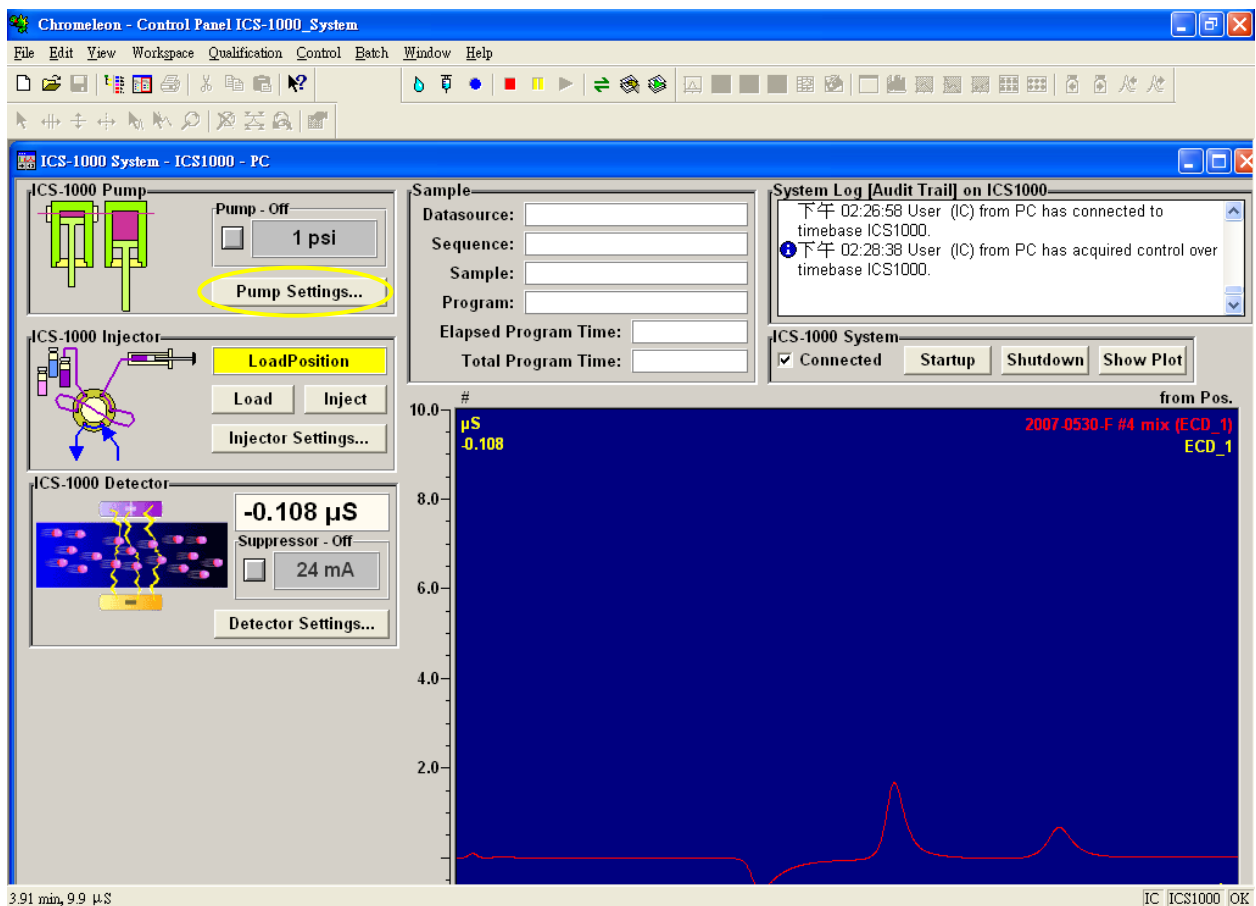 Chromeleon - Control Panel ICS-1000_System
File Edit View Workspace Qualification Control Batch Window Help
ICS-1000 System - ICS1000 - PC
ICS-1000 Pump
Pump - Off
1 psi
Pump Settings...
ICS-1000 Injector
LoadPosition
Load Inject
Injector Settings...
ICS-1000 Detector
-0.108 µS
Suppressor - Off
24 mA
Detector Settings...
Sample
Datasource:
Sequence:
Sample:
Program:
Elapsed Program Time:
Total Program Time:
System Log [Audit Trail] on ICS1000
下午 02:26:58 User (IC) from PC has connected to
timebase ICS1000.
下午 02:28:38 User (IC) from PC has acquired control over
timebase ICS1000.
ICS-1000 System
Connected Startup Shutdown Show Plot
# from Pos.
10.0
µS 2007-0530-F #4 mix (ECD_1)
-0.108 ECD_1
8.0
6.0
4.0
2.0
3.91 min, 9.9 µS IC ICS1000 OK